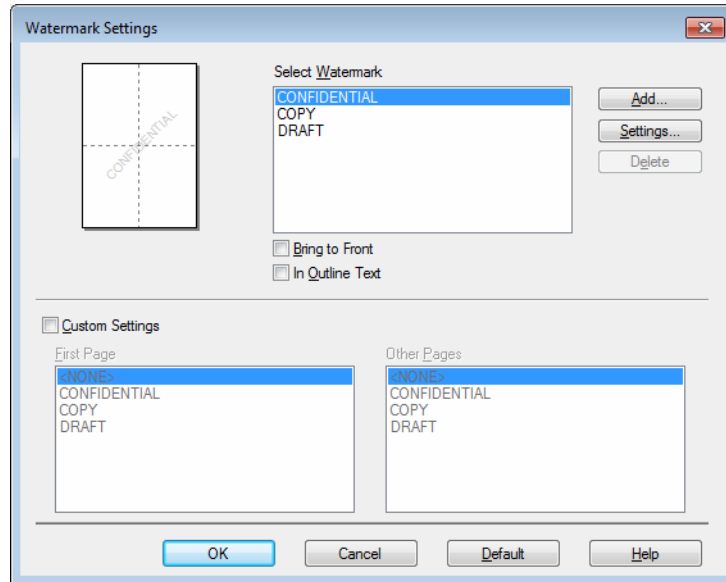 Watermark Settings
CONFIDENTIAL
Select Watermark
CONFIDENTIAL
COPY
DRAFT
Add...
Settings...
Delete
Bring to Front
In Outline Text
Custom Settings
First Page
<NONE>
CONFIDENTIAL
COPY
DRAFT
Other Pages
<NONE>
CONFIDENTIAL
COPY
DRAFT
OK
Cancel
Default
Help